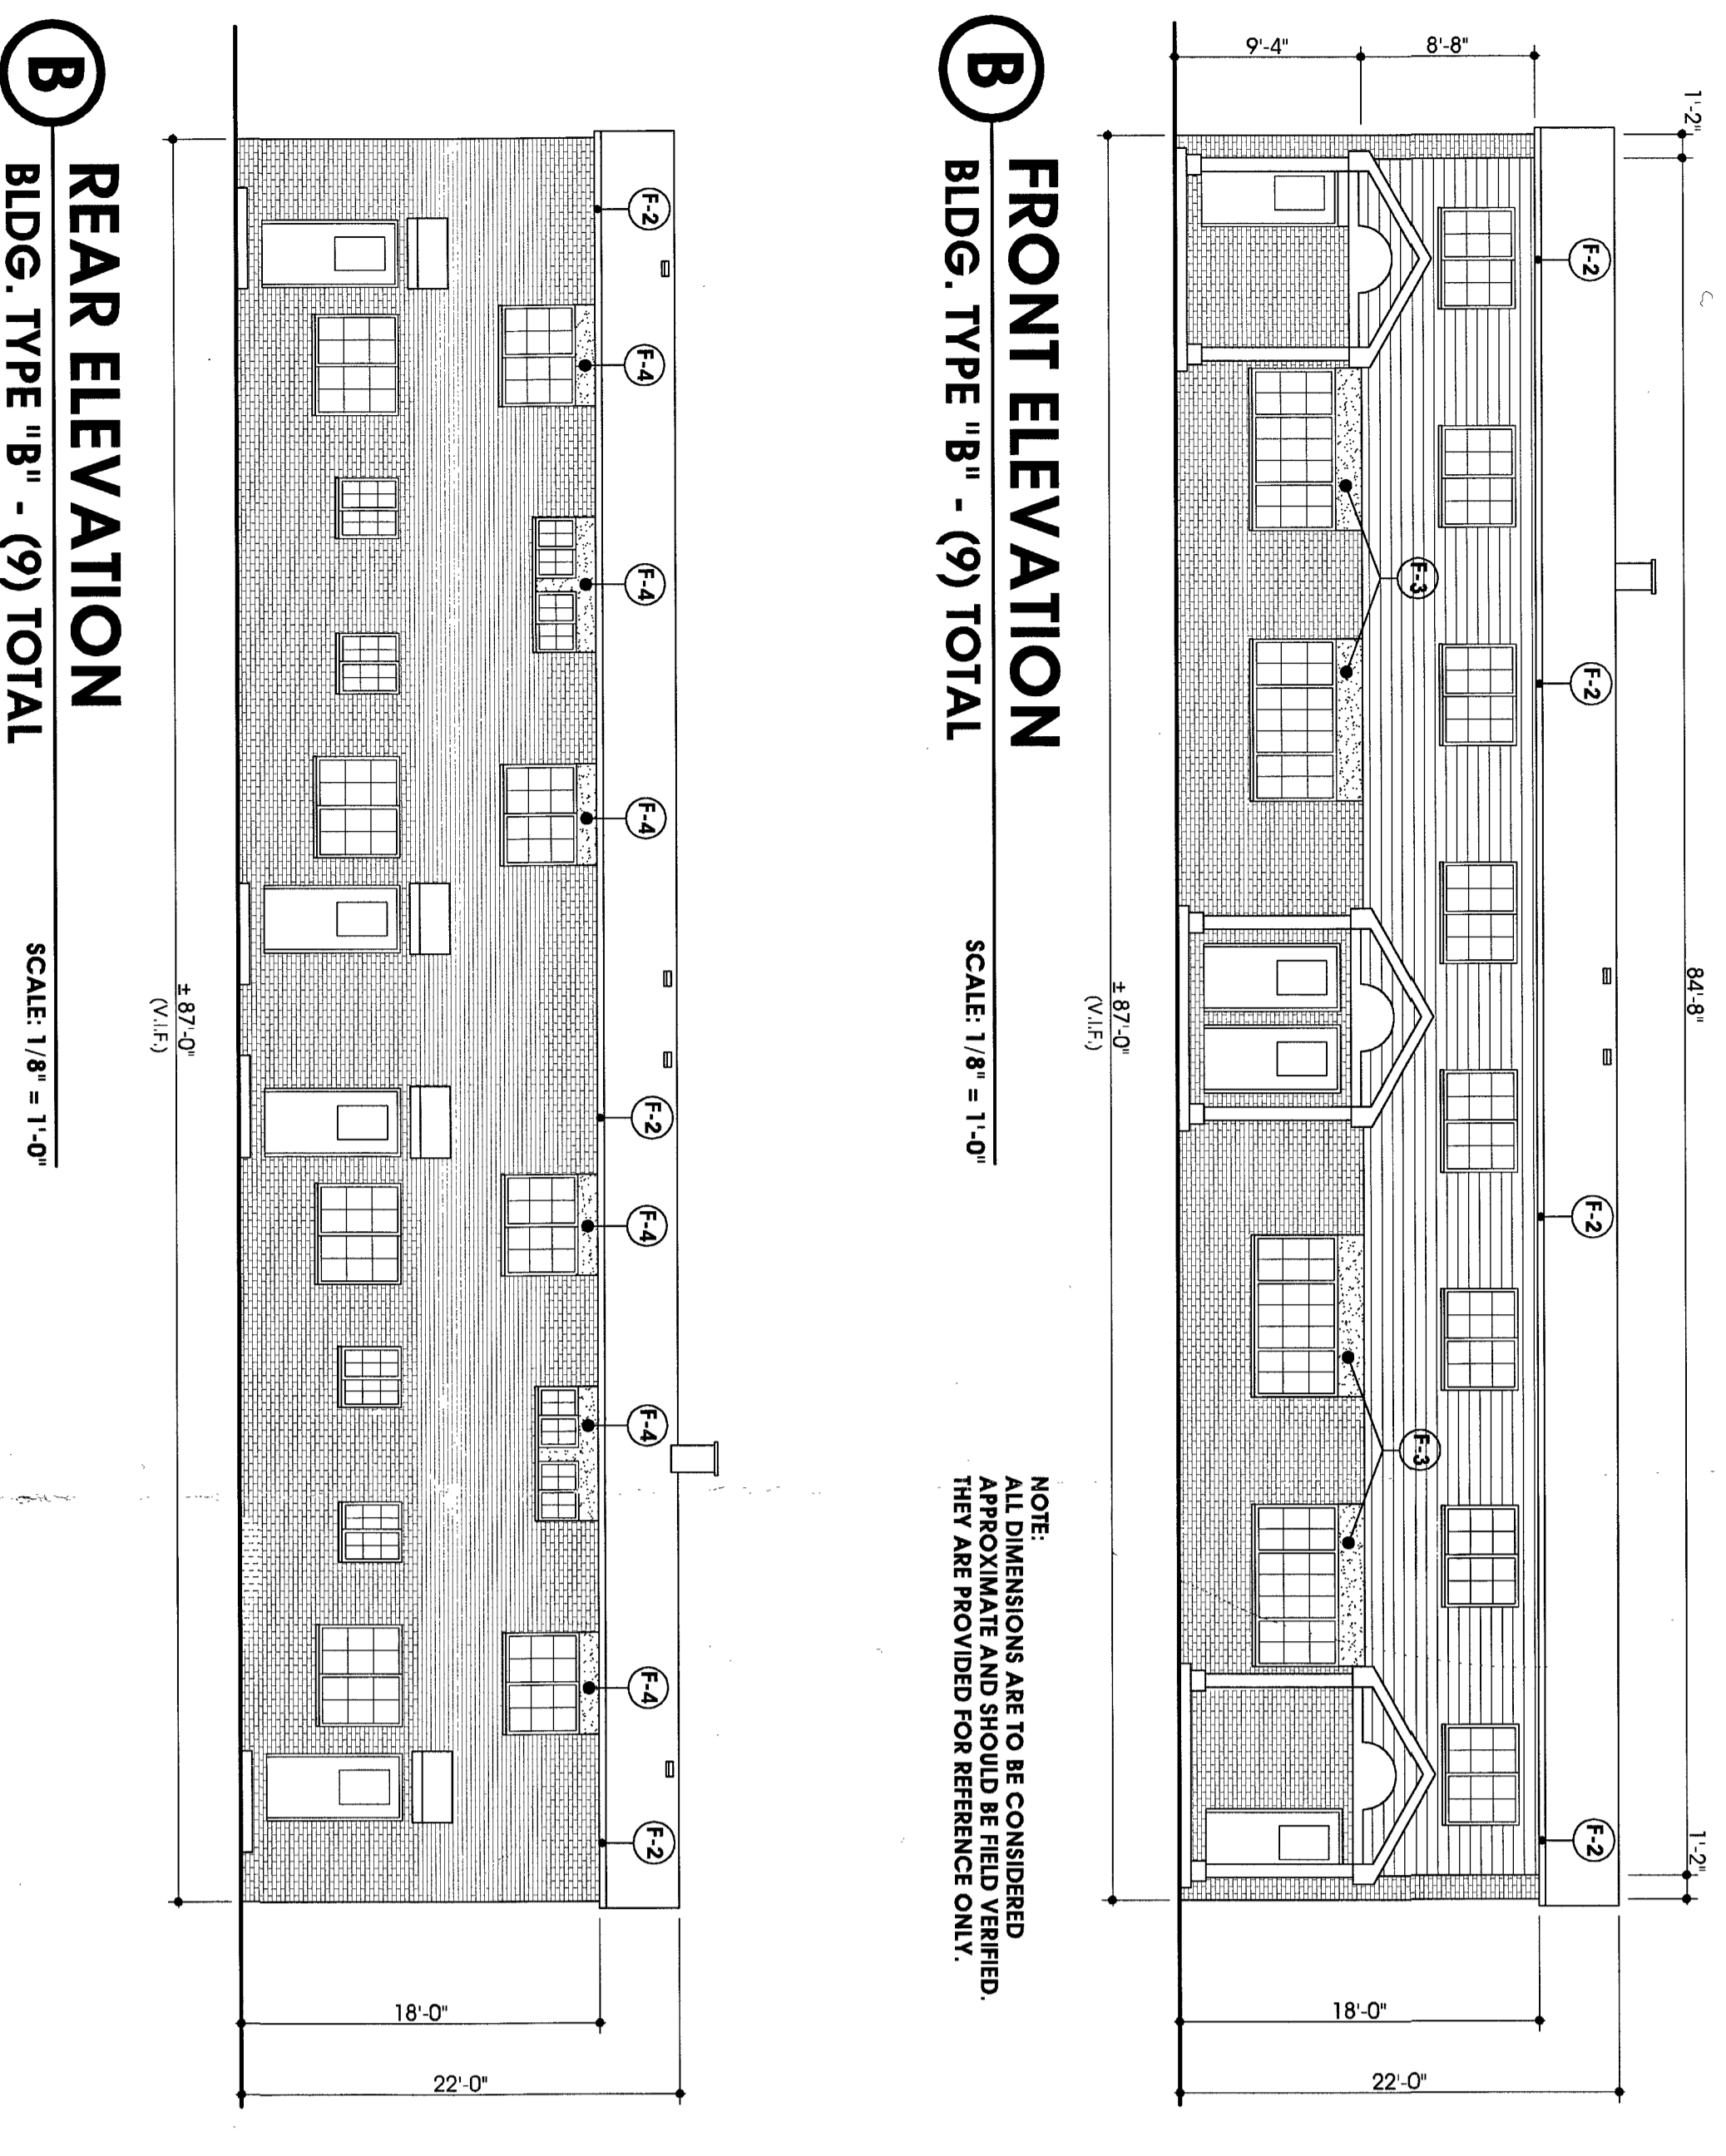 1'-2"
84'-8"
1'-2"
8'-8"
9'-4"
F-2
F-2
F-2
F-2
F-3
F-3
18'-0"
22'-0"
± 87'-0"
(V.I.F.)
B
FRONT ELEVATION
BLDG. TYPE "B" - (9) TOTAL
SCALE: 1/8" = 1'-0"
NOTE:
ALL DIMENSIONS ARE TO BE CONSIDERED
APPROXIMATE AND SHOULD BE FIELD VERIFIED.
THEY ARE PROVIDED FOR REFERENCE ONLY.
F-2
F-4
F-4
F-4
F-2
F-4
F-4
F-4
F-2
18'-0"
22'-0"
± 87'-0"
(V.I.F.)
B
REAR ELEVATION
BLDG. TYPE "B" - (9) TOTAL
SCALE: 1/8" = 1'-0"